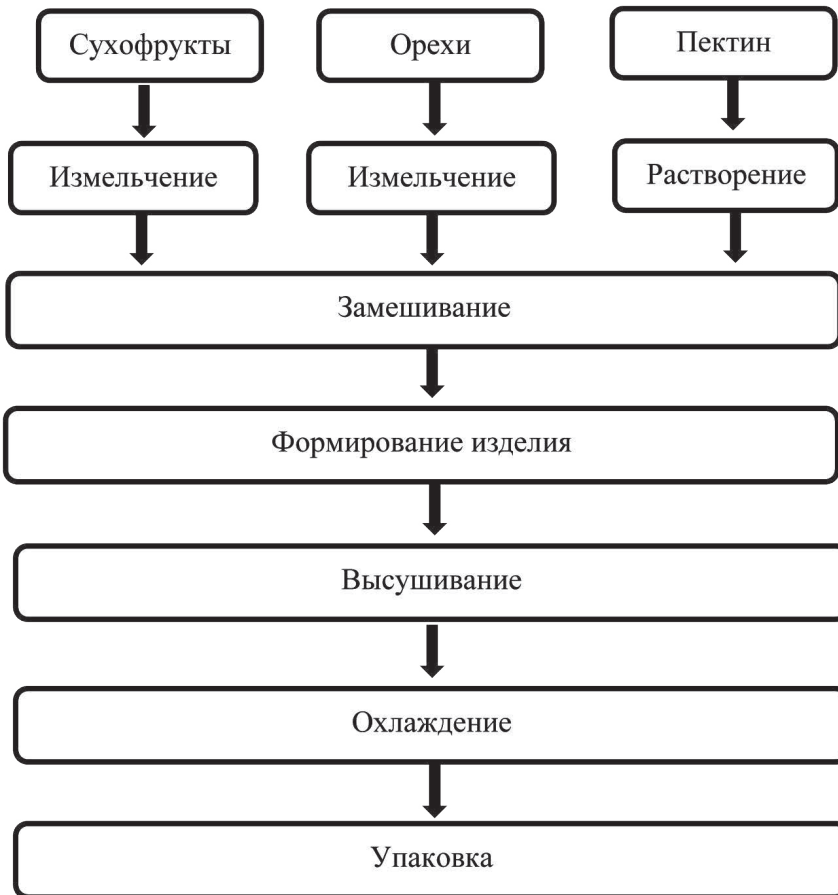 Сухофрукты
Орехи
Пектин
Измельчение
Измельчение
Растворение
Замешивание
Формирование изделия
Высушивание
Охлаждение
Упаковка